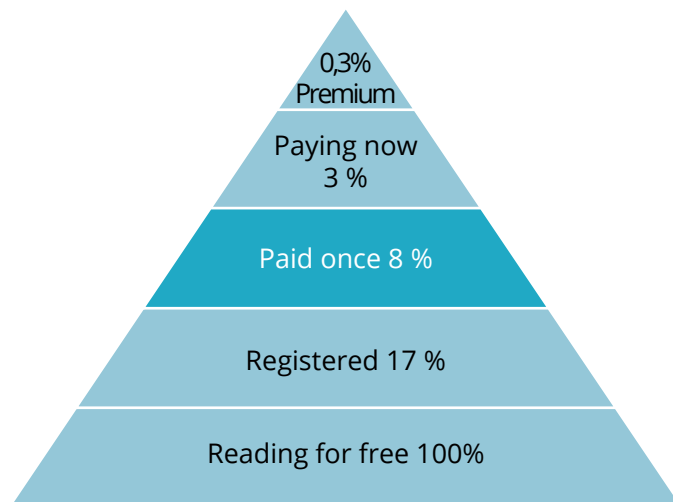 0,3%
Premium
Paying now
3 %
Paid once 8 %
Registered 17 %
Reading for free 100%